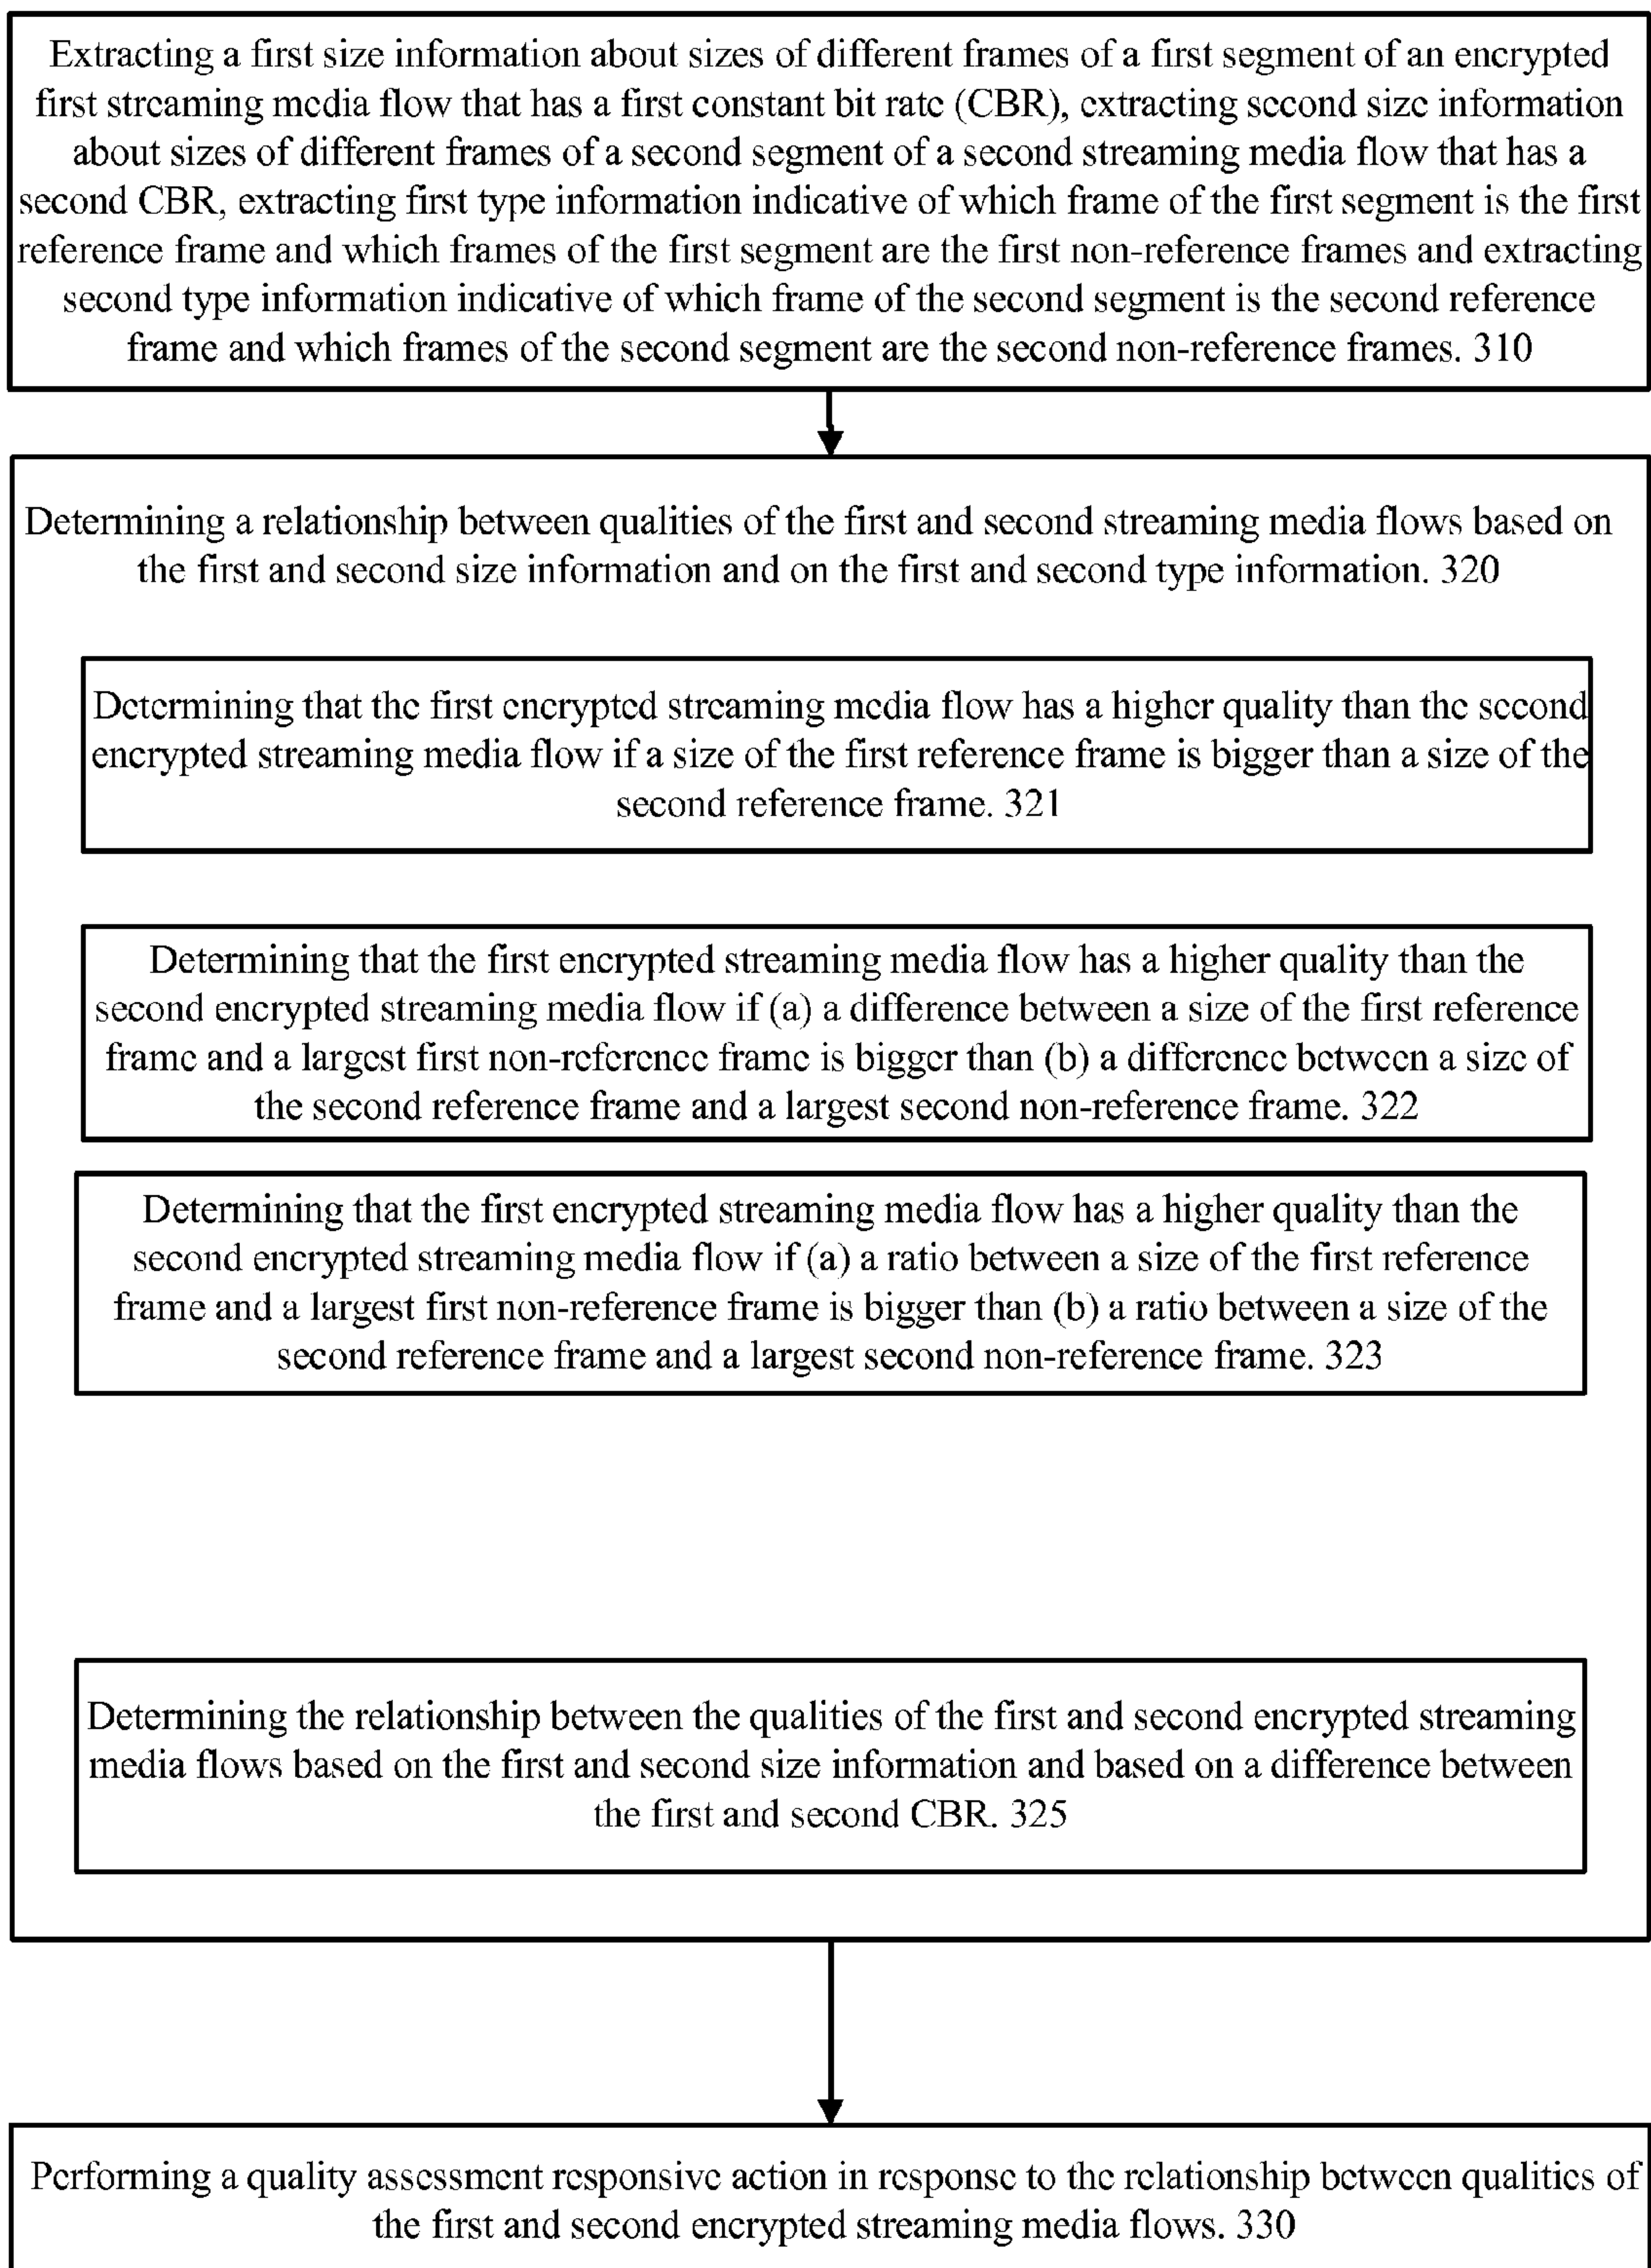 Extracting a first size information about sizes of different frames of a first segment of an encrypted
first streaming media flow that has a first constant bit rate (CBR), extracting second size information
about sizes of different frames of a second segment of a second streaming media flow that has a
second CBR, extracting first type information indicative of which frame of the first segment is the first
reference frame and which frames of the first segment are the first non-reference frames and extracting
second type information indicative of which frame of the second segment is the second reference
frame and which frames of the second segment are the second non-reference frames. 310
Determining a relationship between qualities of the first and second streaming media flows based on
the first and second size information and on the first and second type information. 320
Determining that the first encrypted streaming media flow has a higher quality than the second
encrypted streaming media flow if a size of the first reference frame is bigger than a size of the
second reference frame. 321
Determining that the first encrypted streaming media flow has a higher quality than the
second encrypted streaming media flow if (a) a difference between a size of the first reference
frame and a largest first non-reference frame is bigger than (b) a difference between a size of
the second reference frame and a largest second non-reference frame. 322
Determining that the first encrypted streaming media flow has a higher quality than the
second encrypted streaming media flow if (a) a ratio between a size of the first reference
frame and a largest first non-reference frame is bigger than (b) a ratio between a size of the
second reference frame and a largest second non-reference frame. 323
Determining the relationship between the qualities of the first and second encrypted streaming
media flows based on the first and second size information and based on a difference between
the first and second CBR. 325
Performing a quality assessment responsive action in response to the relationship between qualities of
the first and second encrypted streaming media flows. 330